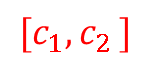 [c₁, c₂ ]